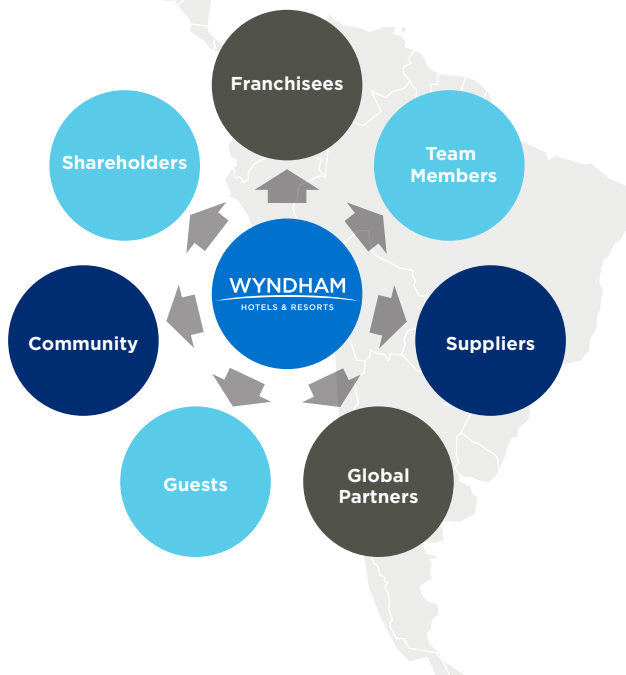 Franchisees
Shareholders
Team
Members
WYNDHAM
HOTELS & RESORTS
Community
Suppliers
Guests
Global
Partners